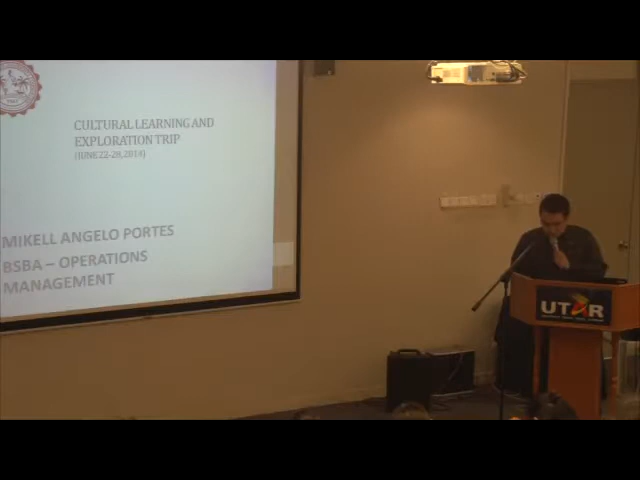 CULTURAL LEARNING AND
EXPLORATION TRIP
(JUNE 22-28, 2014)
MIKELL ANGELO PORTES
BSBA – OPERATIONS
MANAGEMENT
UTAR